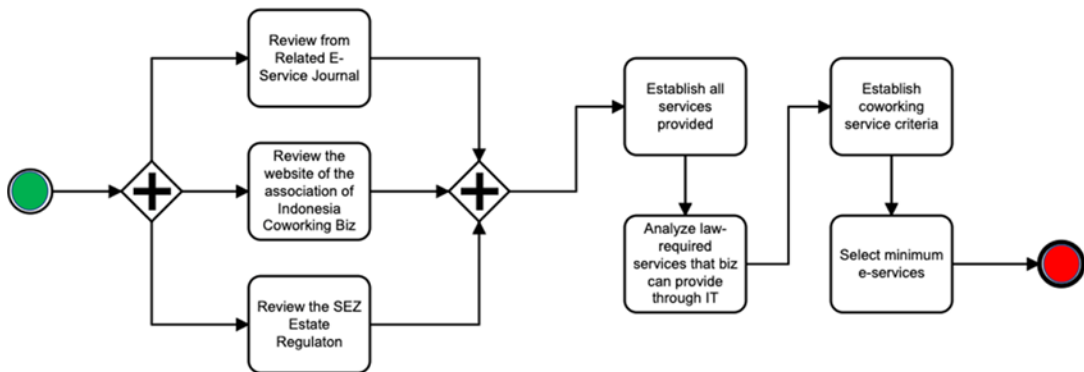 Review from
Related E-
Service Journal
Review the
website of the
association of
Indonesia
Coworking Biz
Review the SEZ
Estate
Regulaton
Establish all
services
provided
Analyze law-
required
services that biz
can provide
through IT
Establish
coworking
service criteria
Select minimum
e-services